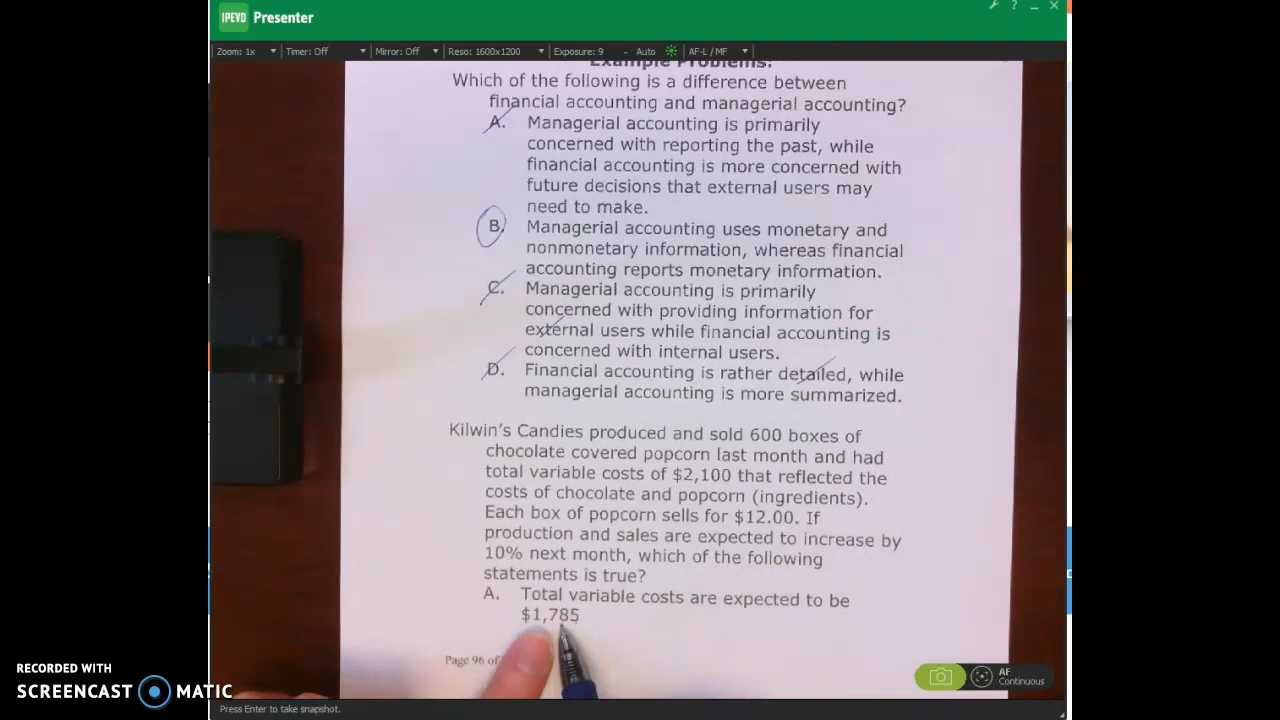 IPEVO Presenter
Zoom: 1x Timer: Off Mirror: Off Reso: 1600x1200 Exposure: 9 - Auto AF-L / MF
Example Problems:
Which of the following is a difference between
financial accounting and managerial accounting?
A. Managerial accounting is primarily
concerned with reporting the past, while
financial accounting is more concerned with
future decisions that external users may
need to make.
B. Managerial accounting uses monetary and
nonmonetary information, whereas financial
accounting reports monetary information.
C. Managerial accounting is primarily
concerned with providing information for
external users while financial accounting is
concerned with internal users.
D. Financial accounting is rather detailed, while
managerial accounting is more summarized.
Kilwin's Candies produced and sold 600 boxes of
chocolate covered popcorn last month and had
total variable costs of $2,100 that reflected the
costs of chocolate and popcorn (ingredients).
Each box of popcorn sells for $12.00. If
production and sales are expected to increase by
10% next month, which of the following
statements is true?
A. Total variable costs are expected to be
$1,785
Page 96 of
AF
Continuous
RECORDED WITH
SCREENCAST MATIC
Press Enter to take snapshot.